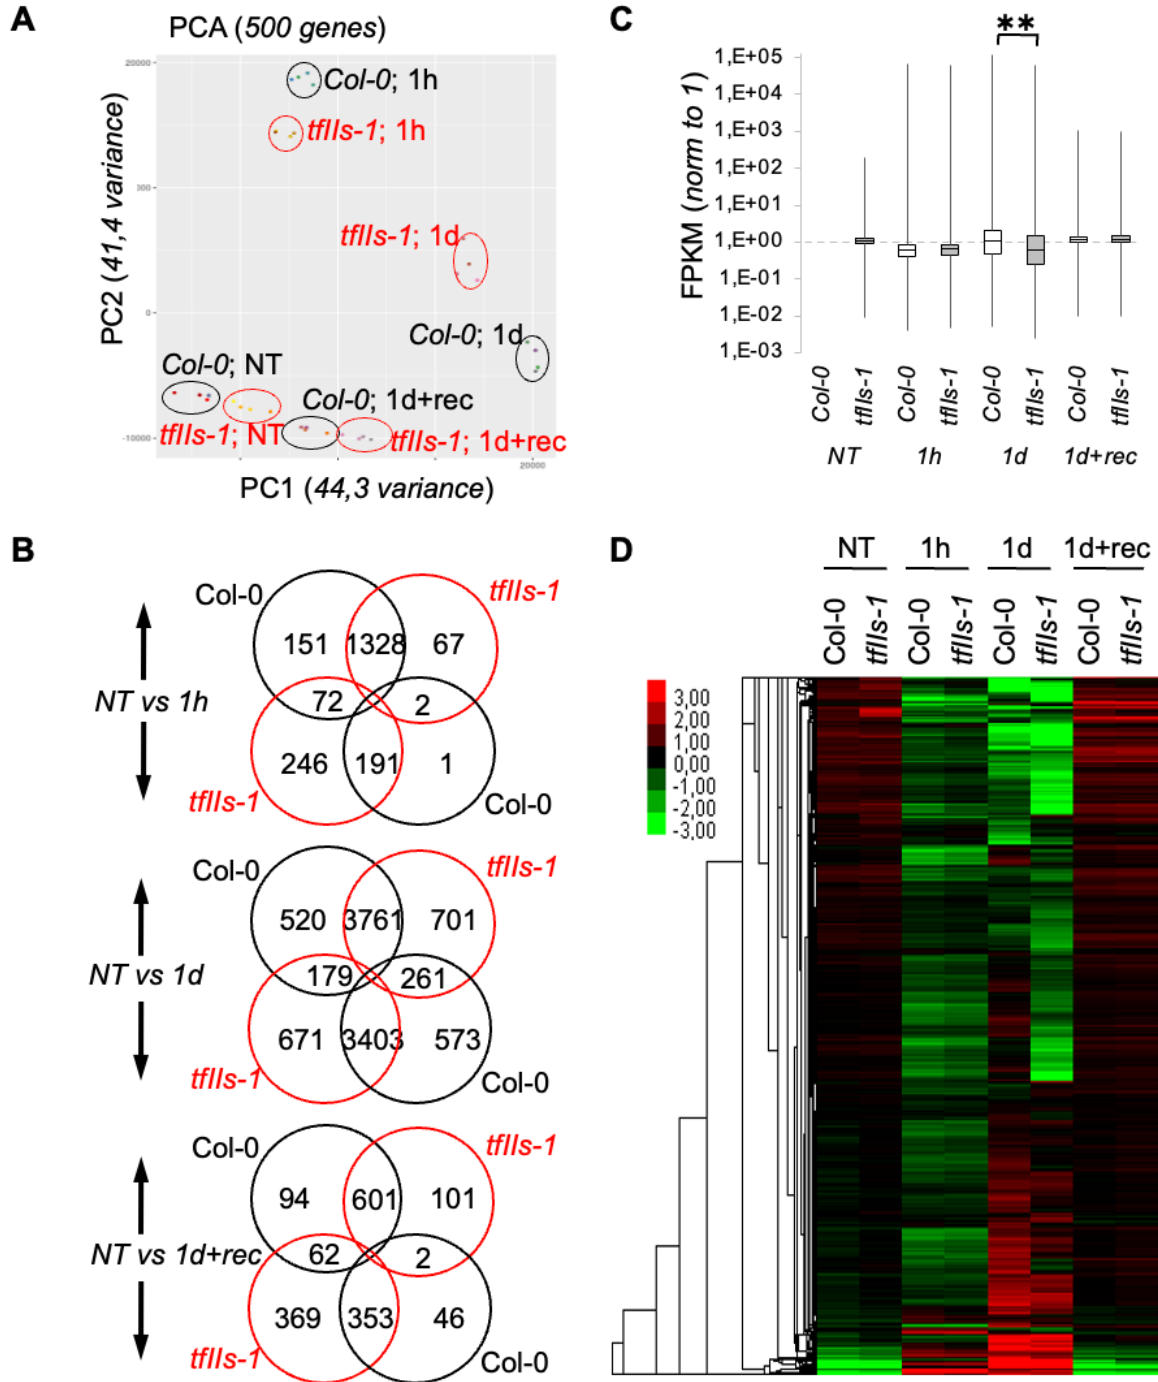 A
PCA (500 genes)
20000
Col-0; 1h
tfIIs-1; 1h
tfIIs-1; 1d
0
Col-0; 1d
Col-0; NT
Col-0; 1d+rec
tfIIs-1; NT
tfIIs-1; 1d+rec
-10000
20000
PC2 (41,4 variance)
PC1 (44,3 variance)
C
**
FPKM (norm to 1)
1,E+05
1,E+04
1,E+03
1,E+02
1,E+01
1,E+00
1,E-01
1,E-02
1,E-03
Col-0 tfIIs-1 Col-0 tfIIs-1 Col-0 tfIIs-1 Col-0 tfIIs-1
NT 1h 1d 1d+rec
B
Col-0 tfIIs-1
151 1328 67
NT vs 1h
72 2
246 191 1
tfIIs-1 Col-0
Col-0 tfIIs-1
520 3761 701
NT vs 1d
179 261
671 3403 573
tfIIs-1 Col-0
Col-0 tfIIs-1
94 601 101
NT vs 1d+rec
62 2
369 353 46
tfIIs-1 Col-0
D
NT 1h 1d 1d+rec
Col-0 tfIIs-1 Col-0 tfIIs-1 Col-0 tfIIs-1 Col-0 tfIIs-1
3,00
2,00
1,00
0,00
-1,00
-2,00
-3,00